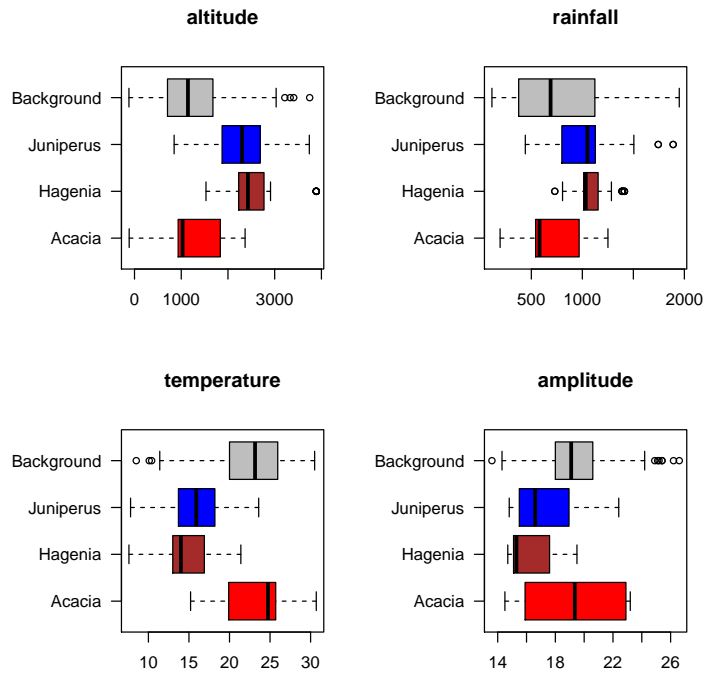 altitude
Background
Juniperus
Hagenia
Acacia
0 1000 3000
rainfall
Background
Juniperus
Hagenia
Acacia
500 1000 2000
temperature
Background
Juniperus
Hagenia
Acacia
10 15 20 25 30
amplitude
Background
Juniperus
Hagenia
Acacia
14 18 22 26